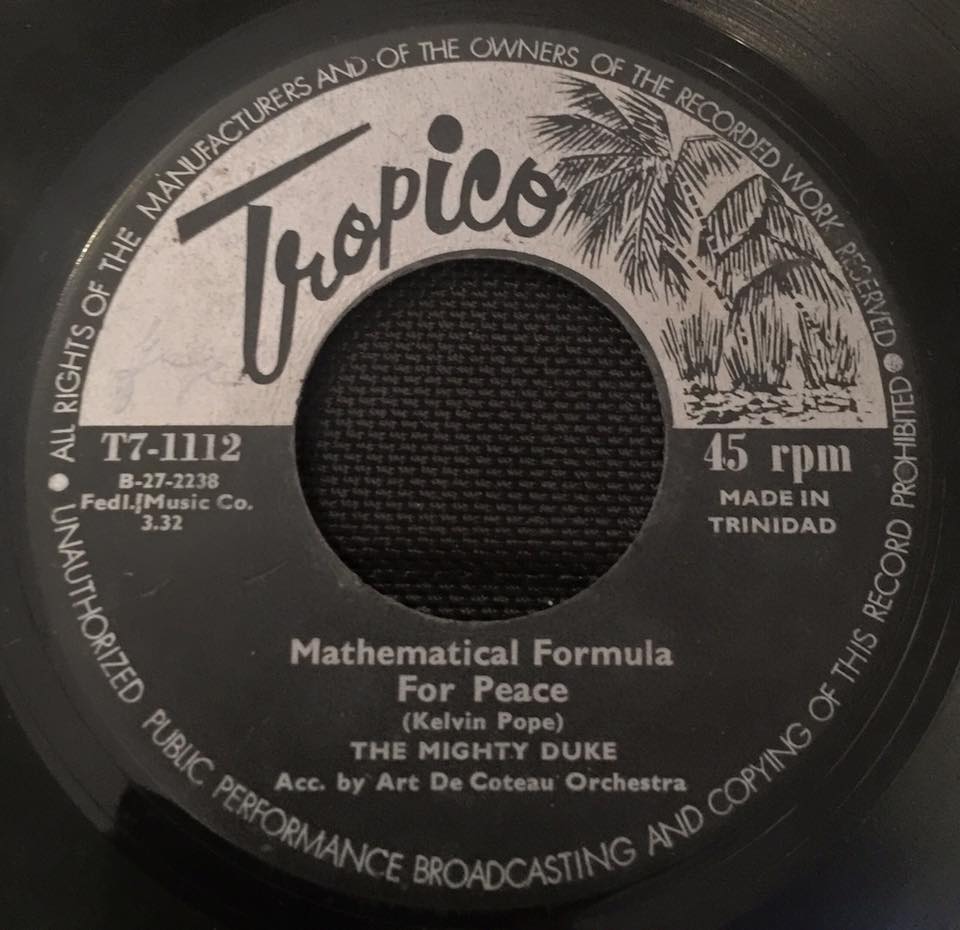 ALL RIGHTS OF THE MANUFACTURERS AND OF THE OWNERS OF THE RECORDED WORK RESERVED
Tropico
T7-1112
B-27-2238
Fedl. Music Co.
3.32
45 rpm
MADE IN
TRINIDAD
Mathematical Formula
For Peace
(Kelvin Pope)
THE MIGHTY DUKE
Acc. by Art De Coteau Orchestra
UNAUTHORIZED PUBLIC PERFORMANCE BROADCASTING AND COPYING OF THIS RECORD PROHIBITED